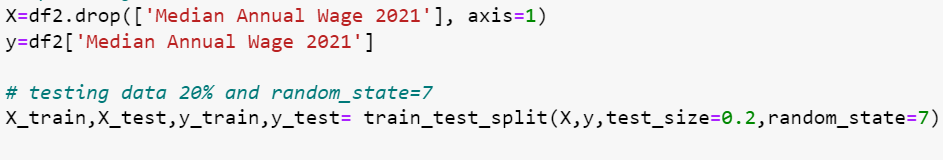 X=df2.drop(['Median Annual Wage 2021'], axis=1)
y=df2['Median Annual Wage 2021']
# testing data 20% and random_state=7
X_train,X_test,y_train,y_test= train_test_split(X,y,test_size=0.2,random_state=7)